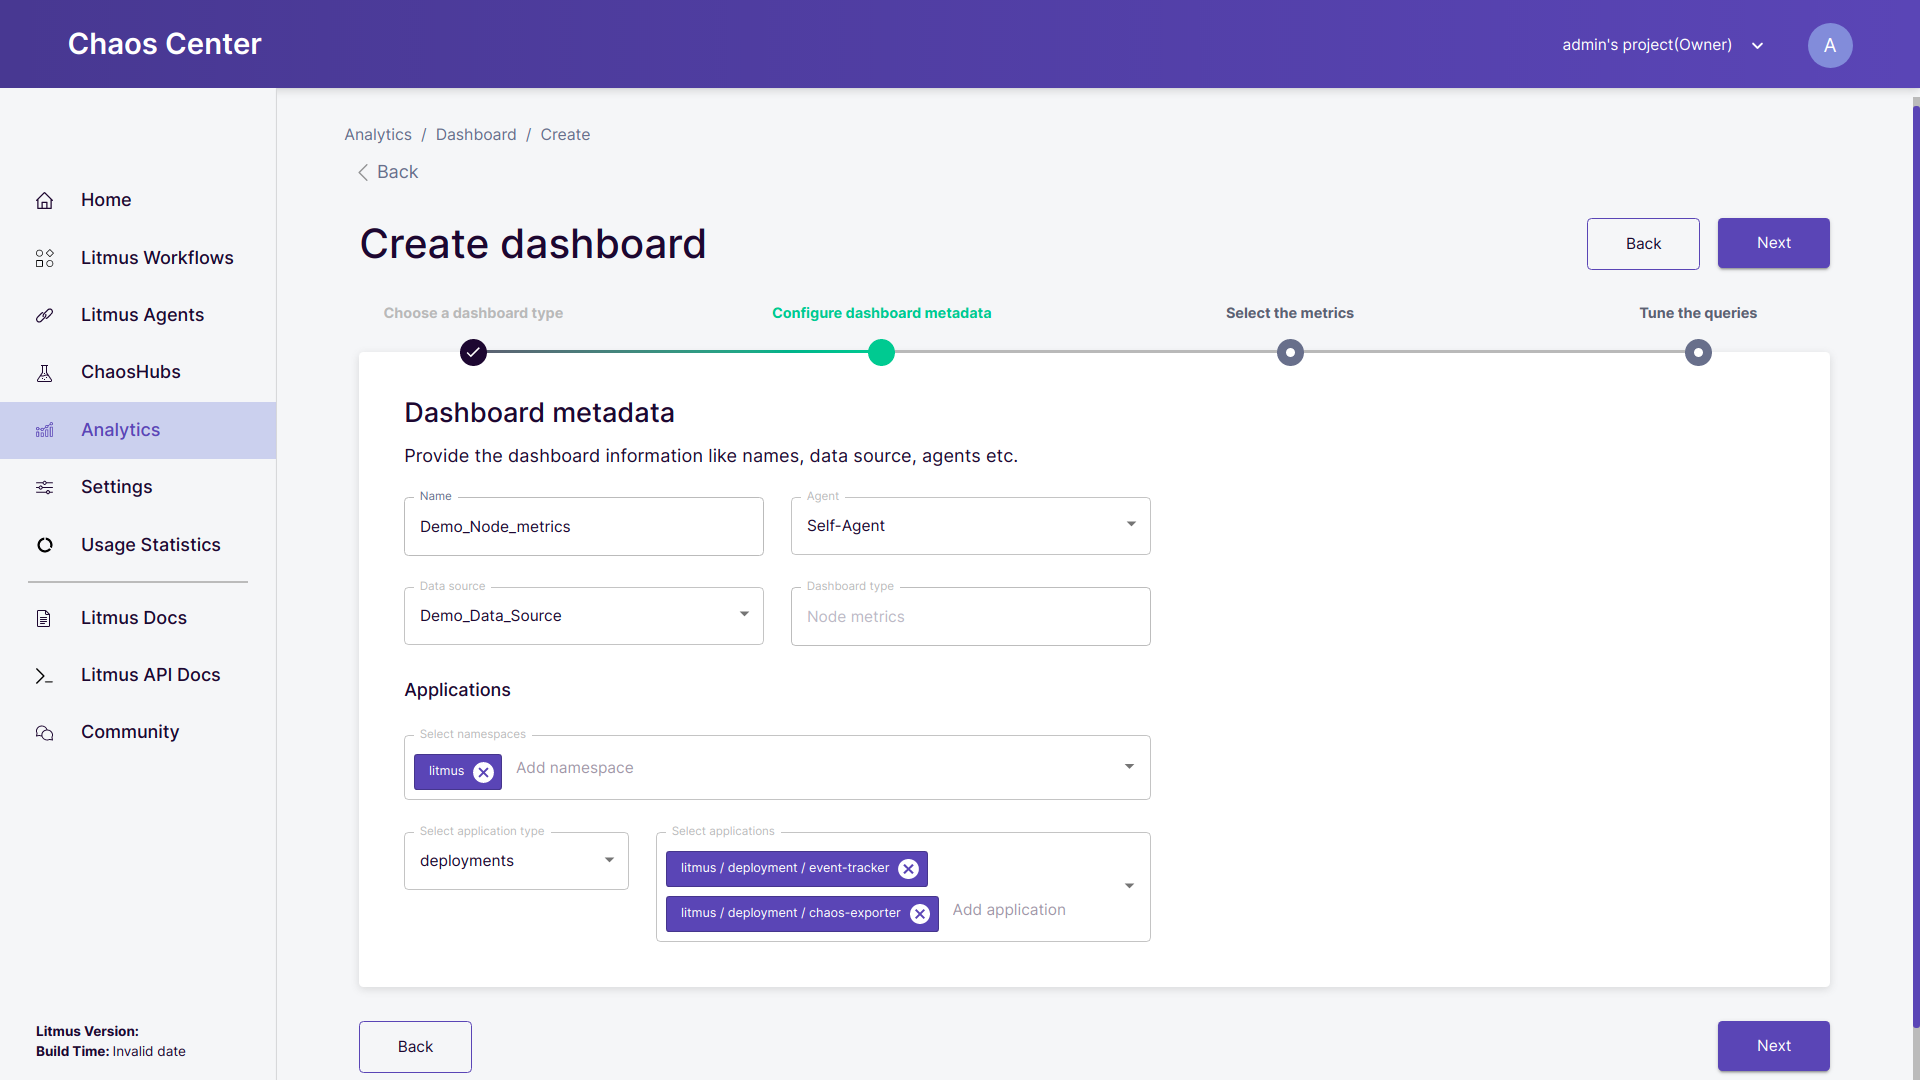 Chaos Center
admin's project(Owner)
A
Home
Litmus Workflows
Litmus Agents
ChaosHubs
Analytics
Settings
Usage Statistics
Litmus Docs
Litmus API Docs
Community
Litmus Version:
Build Time: Invalid date
Analytics / Dashboard / Create
Back
Create dashboard
Back
Next
Choose a dashboard type
Configure dashboard metadata
Select the metrics
Tune the queries
Dashboard metadata
Provide the dashboard information like names, data source, agents etc.
Name
Demo_Node_metrics
Agent
Self-Agent
Data source
Demo_Data_Source
Dashboard type
Node metrics
Applications
Select namespaces
litmus
Add namespace
Select application type
deployments
Select applications
litmus / deployment / event-tracker
litmus / deployment / chaos-exporter
Add application
Back
Next